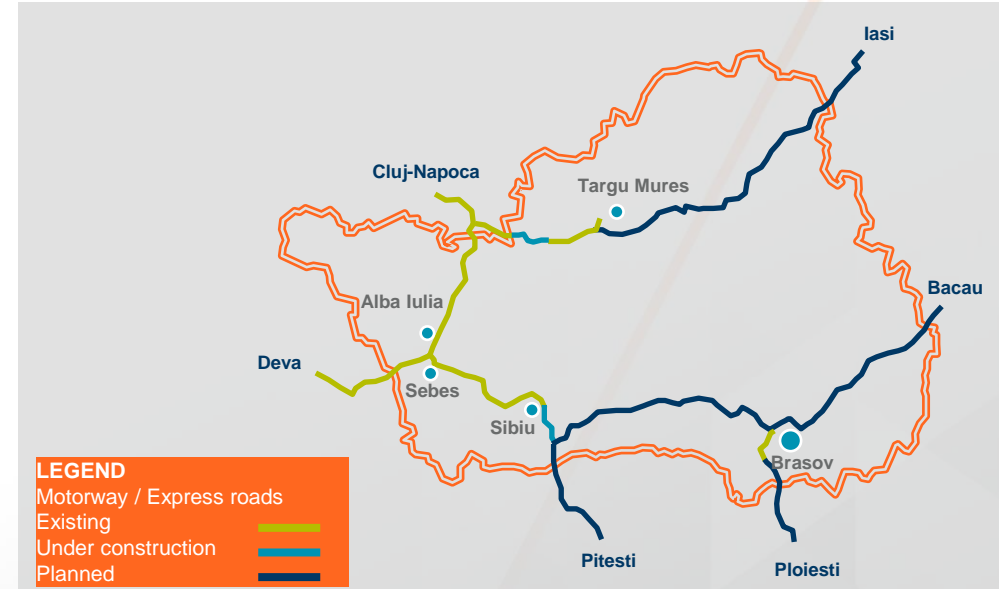 Iasi
Cluj-Napoca
Targu Mures
Bacau
Alba Iulia
Deva
Sebes
Sibiu
Brasov
LEGEND
Motorway / Express roads
Existing
Under construction
Planned
Pitesti
Ploiesti